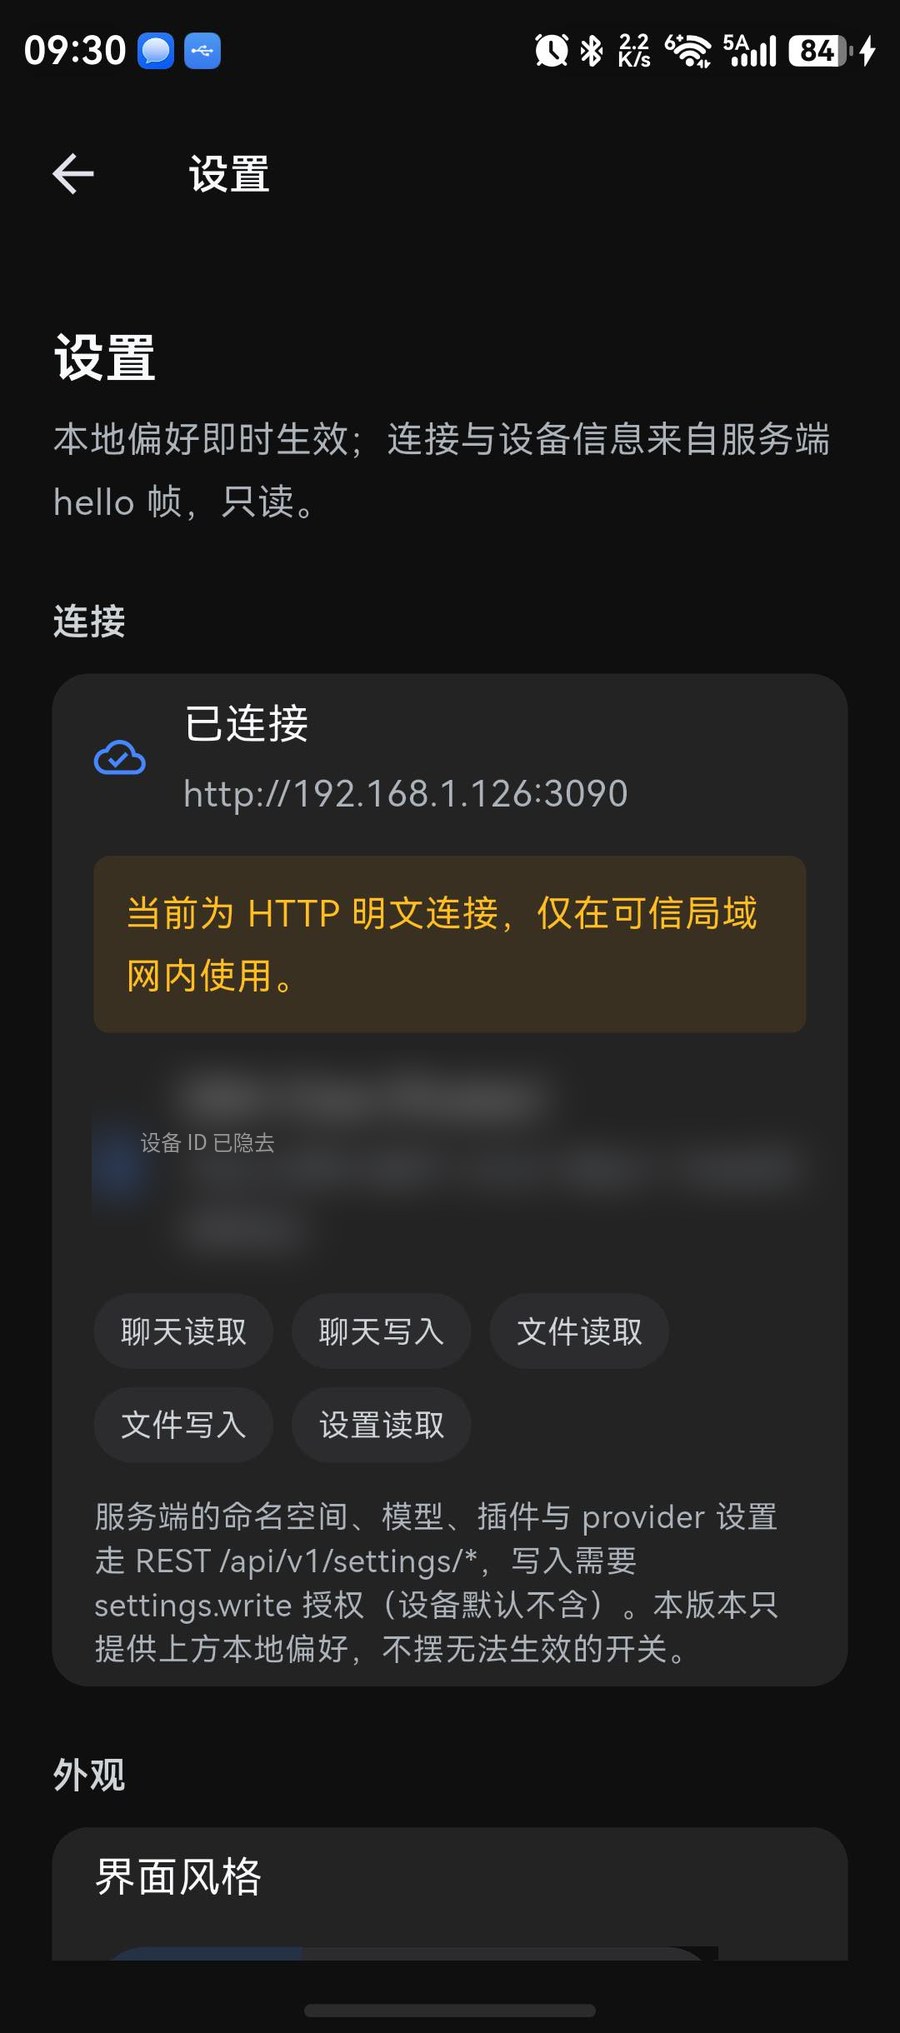 09:30
2.2 K/s
6+
5A
84
设置
设置
本地偏好即时生效；连接与设备信息来自服务端
hello 帧，只读。
连接
已连接
http://192.168.1.126:3090
当前为 HTTP 明文连接，仅在可信局域
网内使用。
设备 ID 已隐去
聊天读取
聊天写入
文件读取
文件写入
设置读取
服务端的命名空间、模型、插件与 provider 设置
走 REST /api/v1/settings/*，写入需要
settings.write 授权（设备默认不含）。本版本只
提供上方本地偏好，不摆无法生效的开关。
外观
界面风格